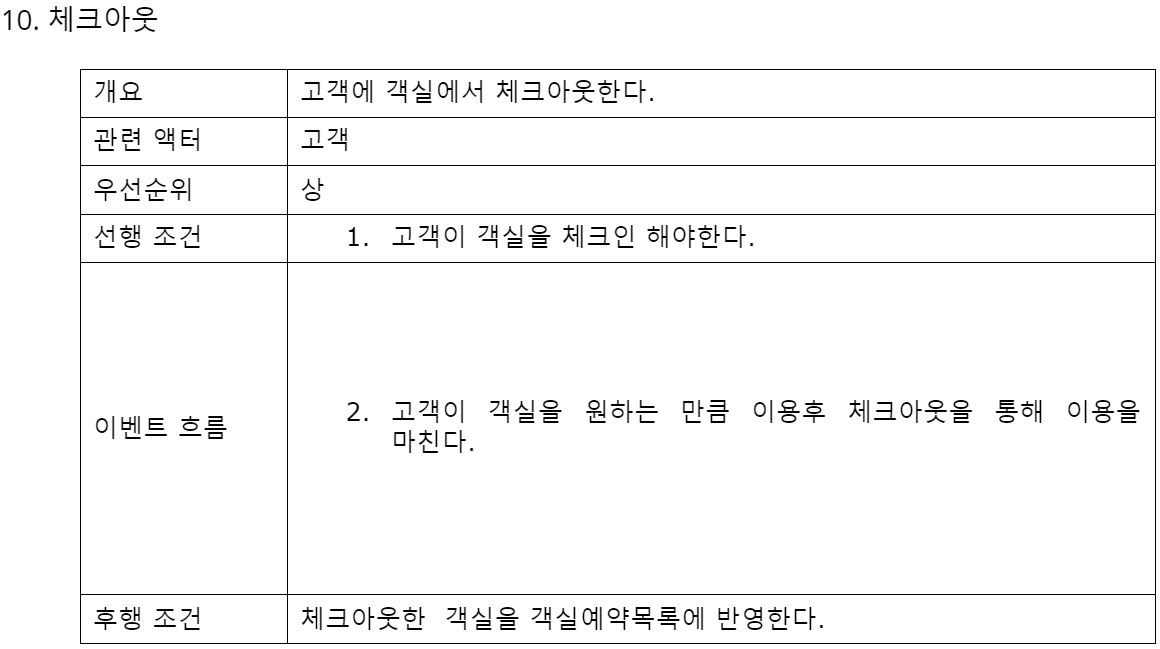 10. 체크아웃
개요
고객에 객실에서 체크아웃한다.
관련 액터
고객
우선순위
상
선행 조건
1. 고객이 객실을 체크인 해야한다.
이벤트 흐름
2. 고객이 객실을 원하는 만큼 이용후 체크아웃을 통해 이용을
마친다.
후행 조건
체크아웃한 객실을 객실예약목록에 반영한다.